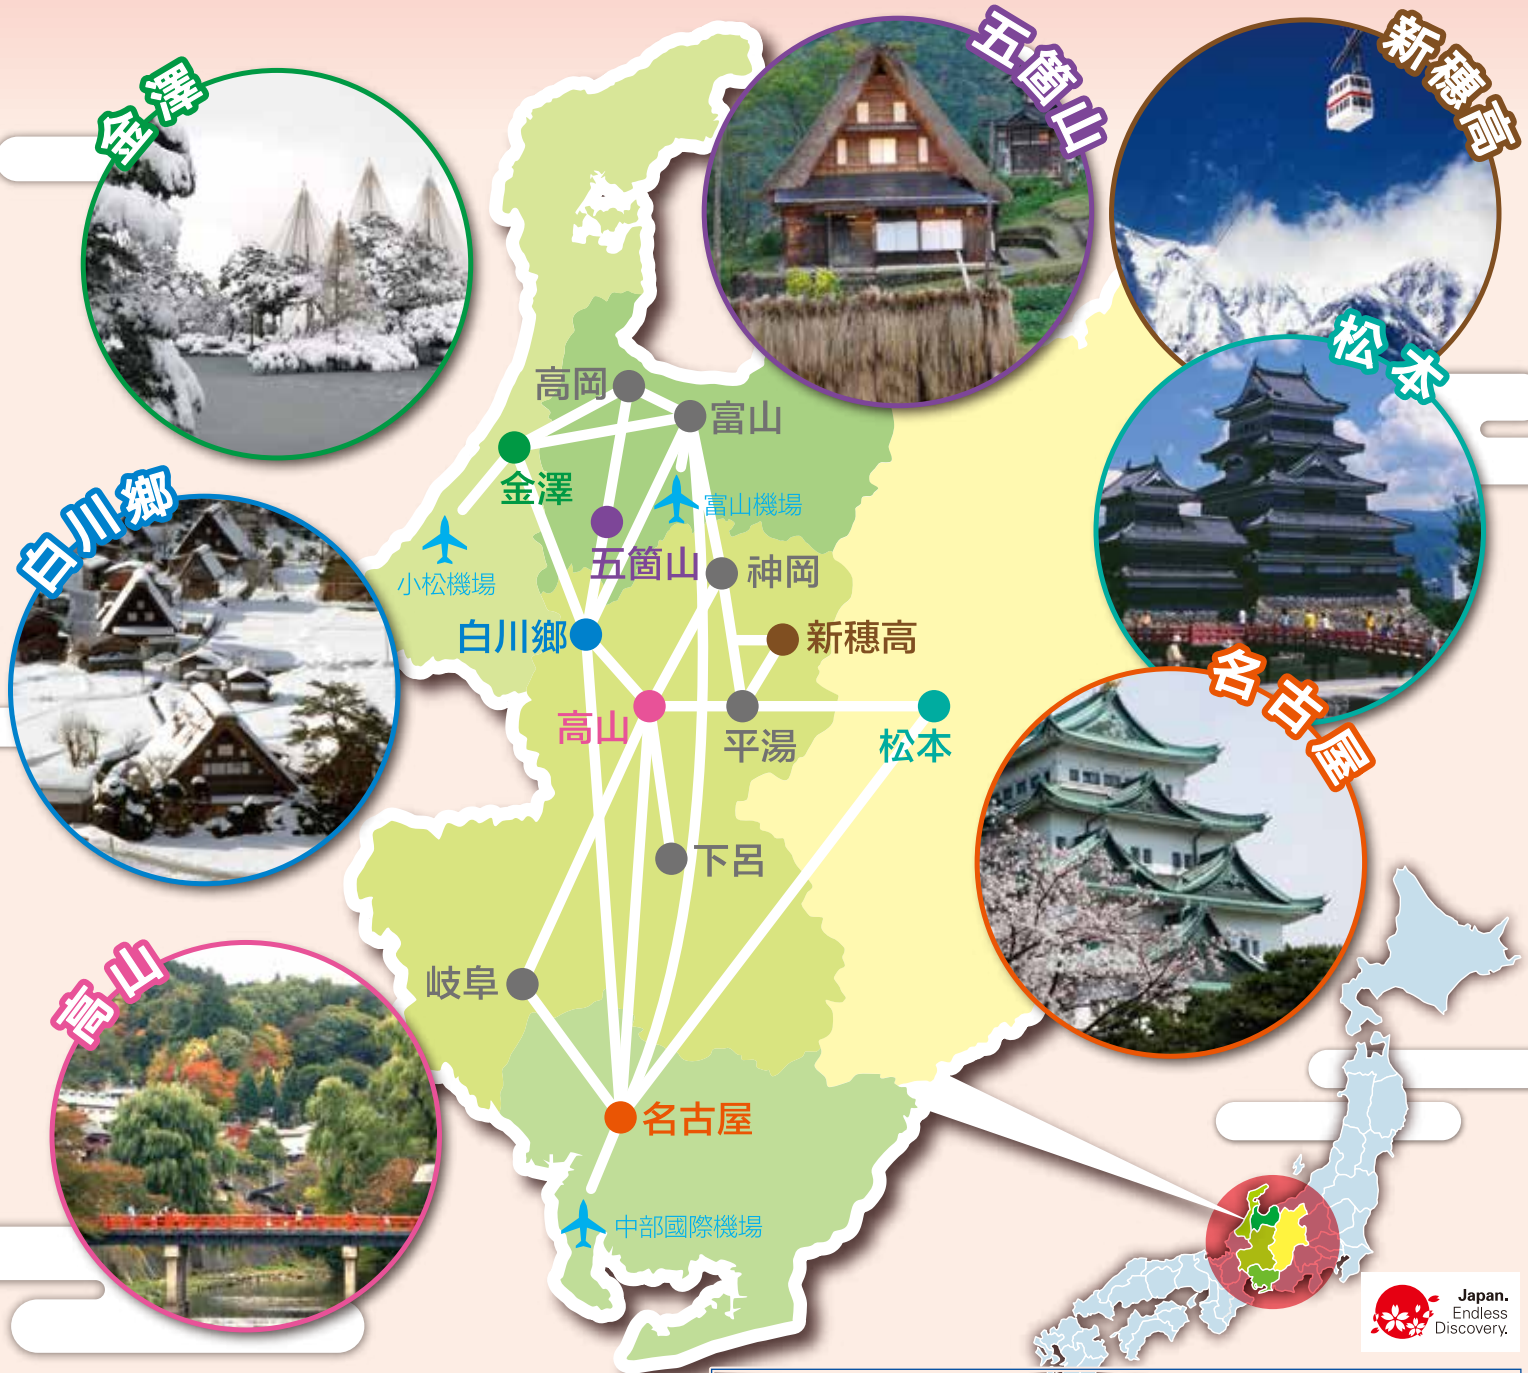 金澤
五箇山
新穗高
松本
高岡
富山
金澤
富山機場
五箇山
小松機場
神岡
白川鄉
白川鄉
新穗高
高山
平湯
松本
名古屋
下呂
岐阜
高山
名古屋
中部國際機場
Japan.
Endless
Discovery.